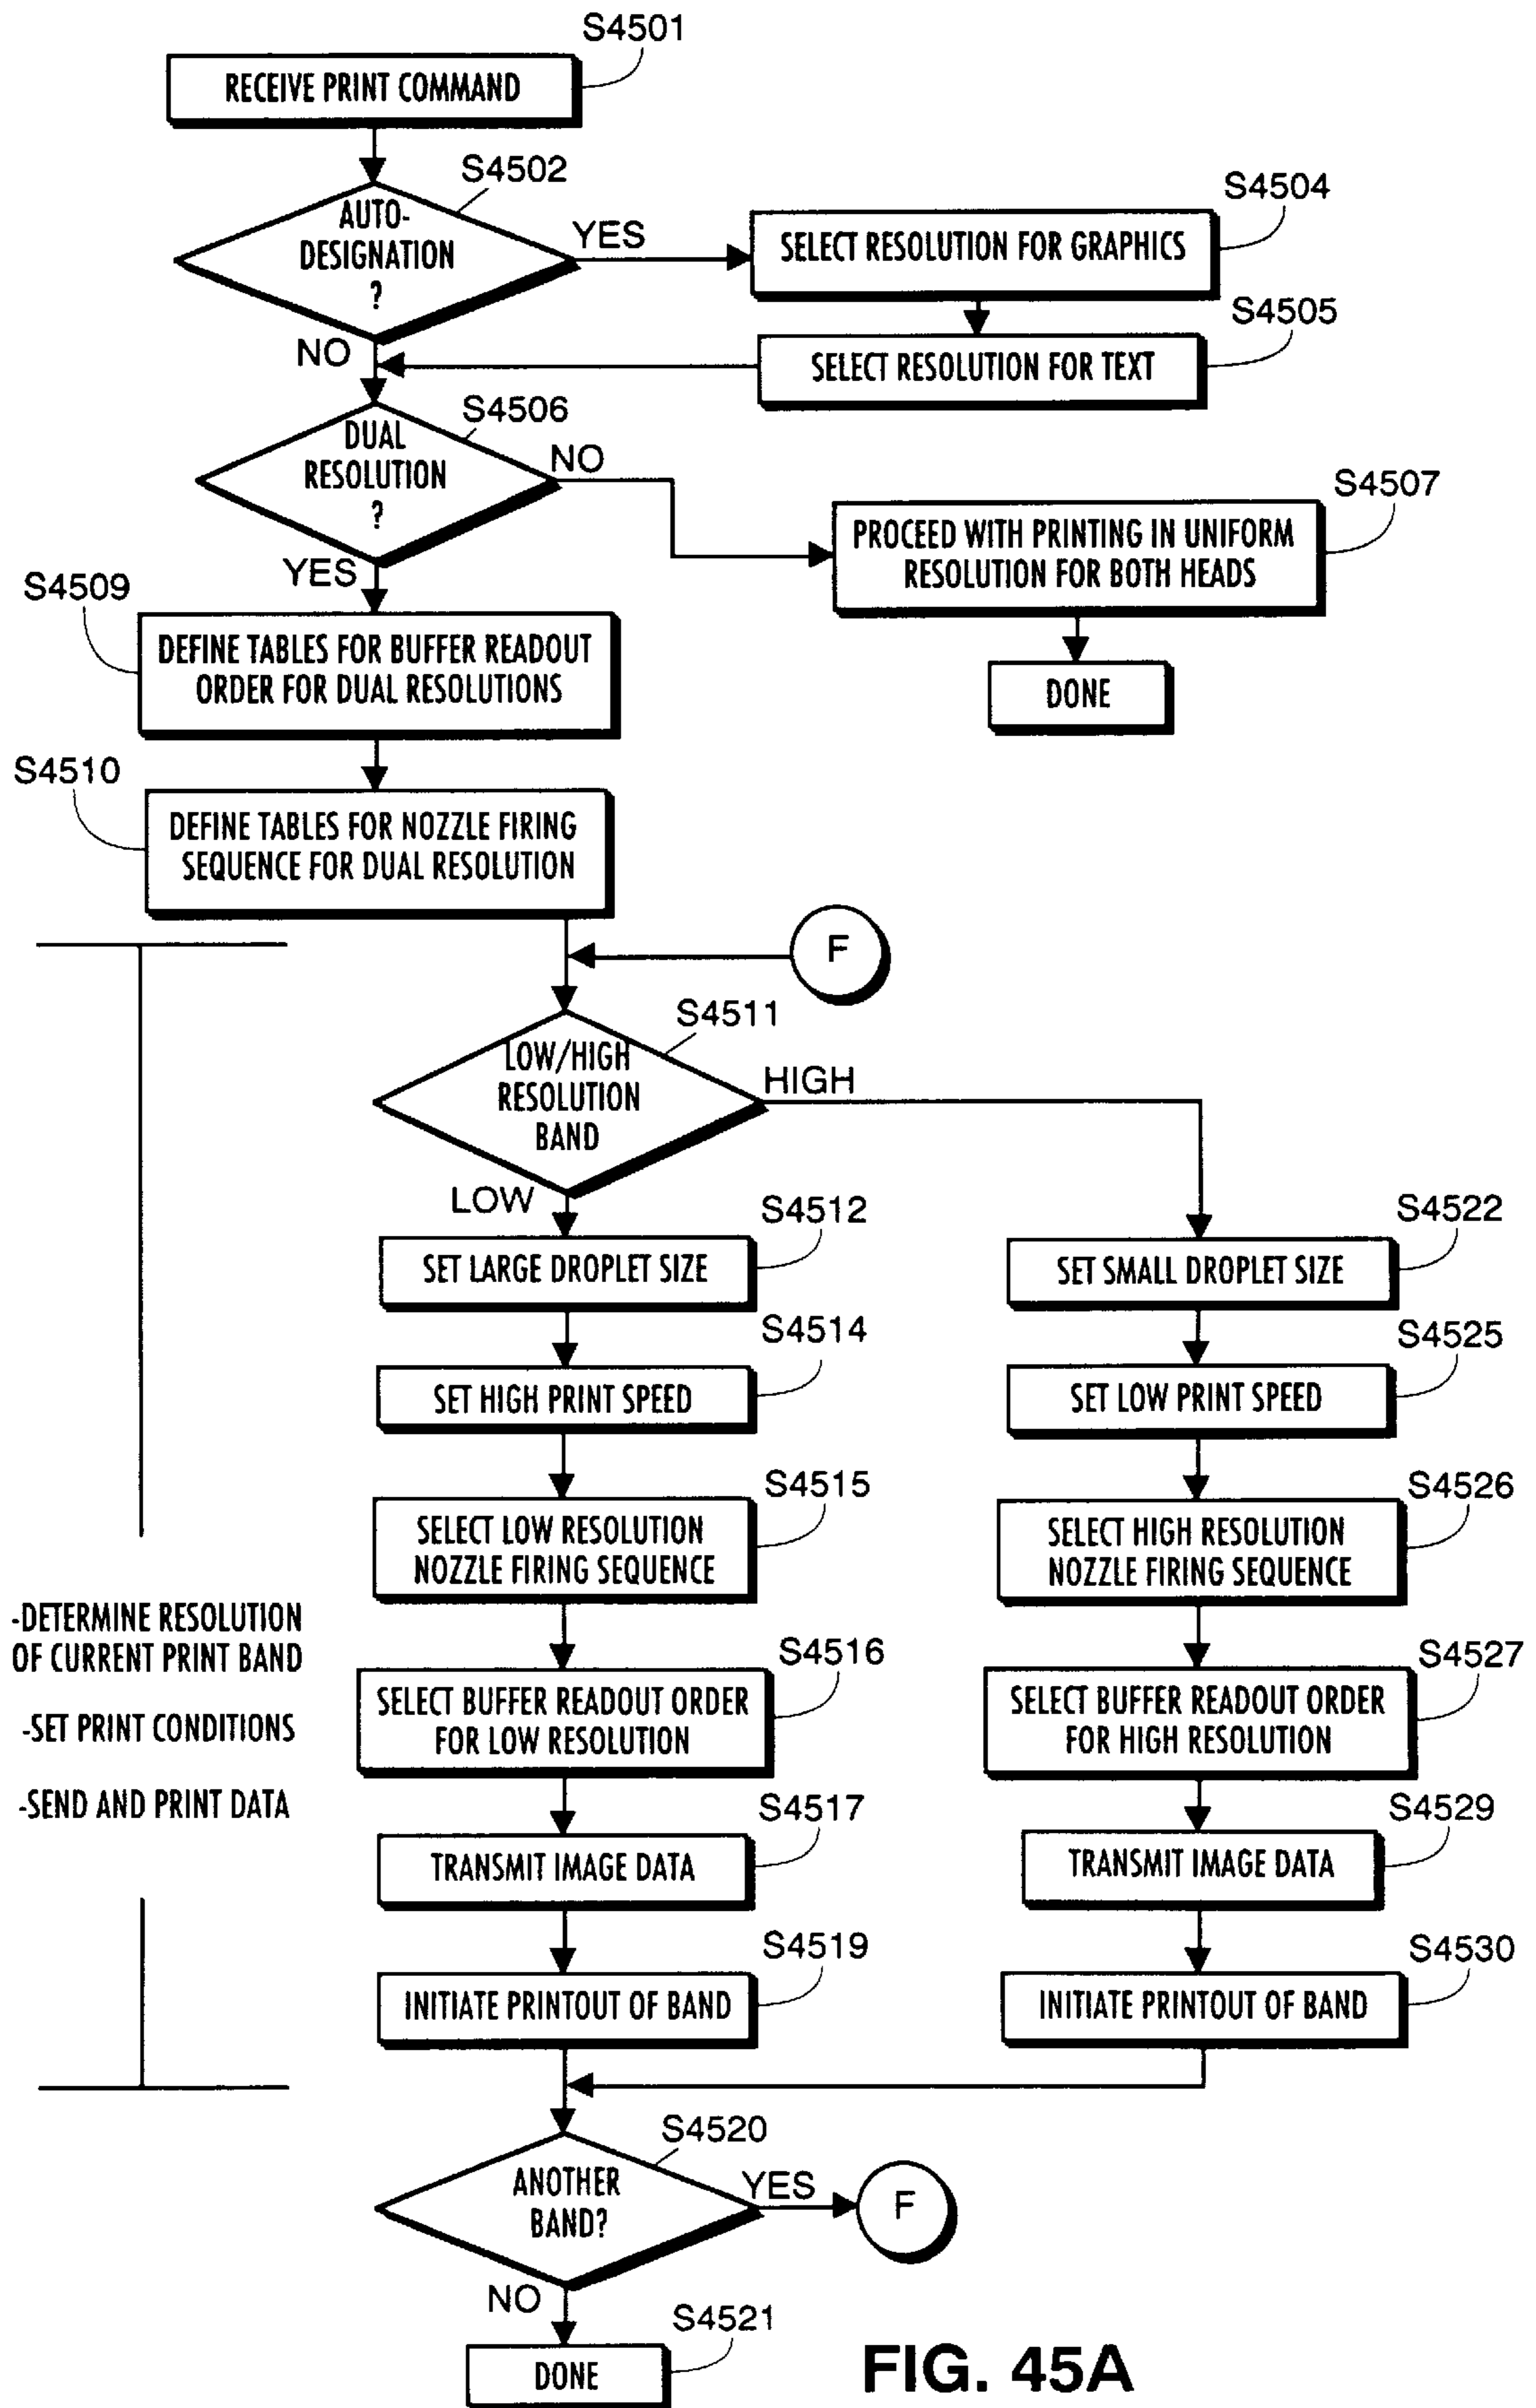 S4501
RECEIVE PRINT COMMAND
S4502
AUTO-
DESIGNATION
?
YES
NO
S4504
SELECT RESOLUTION FOR GRAPHICS
S4505
SELECT RESOLUTION FOR TEXT
S4506
DUAL
RESOLUTION
?
NO
YES
S4507
PROCEED WITH PRINTING IN UNIFORM
RESOLUTION FOR BOTH HEADS
DONE
S4509
DEFINE TABLES FOR BUFFER READOUT
ORDER FOR DUAL RESOLUTIONS
S4510
DEFINE TABLES FOR NOZZLE FIRING
SEQUENCE FOR DUAL RESOLUTION
F
S4511
LOW/HIGH
RESOLUTION
BAND
HIGH
LOW
S4512
SET LARGE DROPLET SIZE
S4514
SET HIGH PRINT SPEED
S4515
SELECT LOW RESOLUTION
NOZZLE FIRING SEQUENCE
S4516
SELECT BUFFER READOUT ORDER
FOR LOW RESOLUTION
S4517
TRANSMIT IMAGE DATA
S4519
INITIATE PRINTOUT OF BAND
S4522
SET SMALL DROPLET SIZE
S4525
SET LOW PRINT SPEED
S4526
SELECT HIGH RESOLUTION
NOZZLE FIRING SEQUENCE
S4527
SELECT BUFFER READOUT ORDER
FOR HIGH RESOLUTION
S4529
TRANSMIT IMAGE DATA
S4530
INITIATE PRINTOUT OF BAND
-DETERMINE RESOLUTION
OF CURRENT PRINT BAND
-SET PRINT CONDITIONS
-SEND AND PRINT DATA
S4520
ANOTHER
BAND?
YES
F
NO
S4521
DONE
FIG. 45A